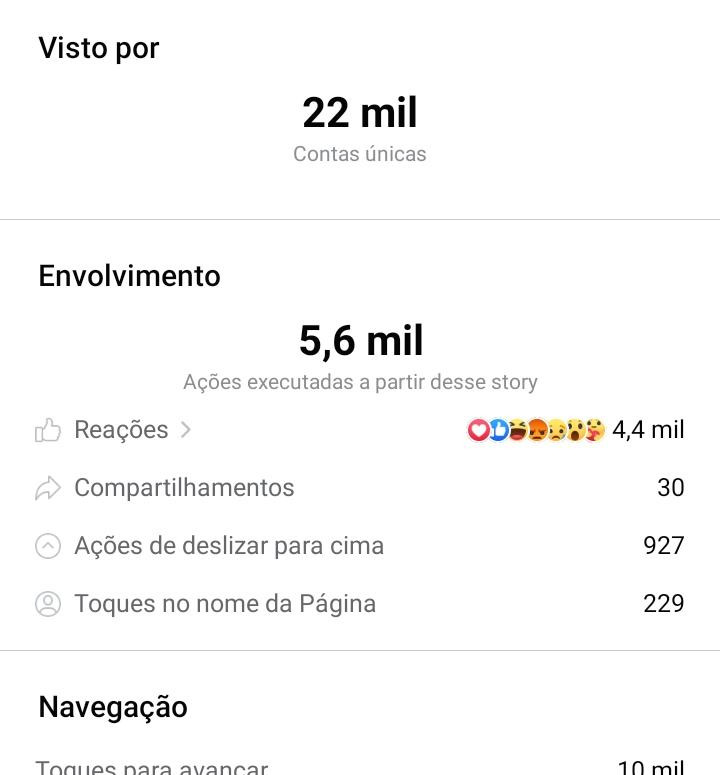 Visto por
22 mil
Contas únicas
Envolvimento
5,6 mil
Ações executadas a partir desse story
Reações 4,4 mil
Compartilhamentos 30
Ações de deslizar para cima 927
Toques no nome da Página 229
Navegação
Toques para avançar 10 mil